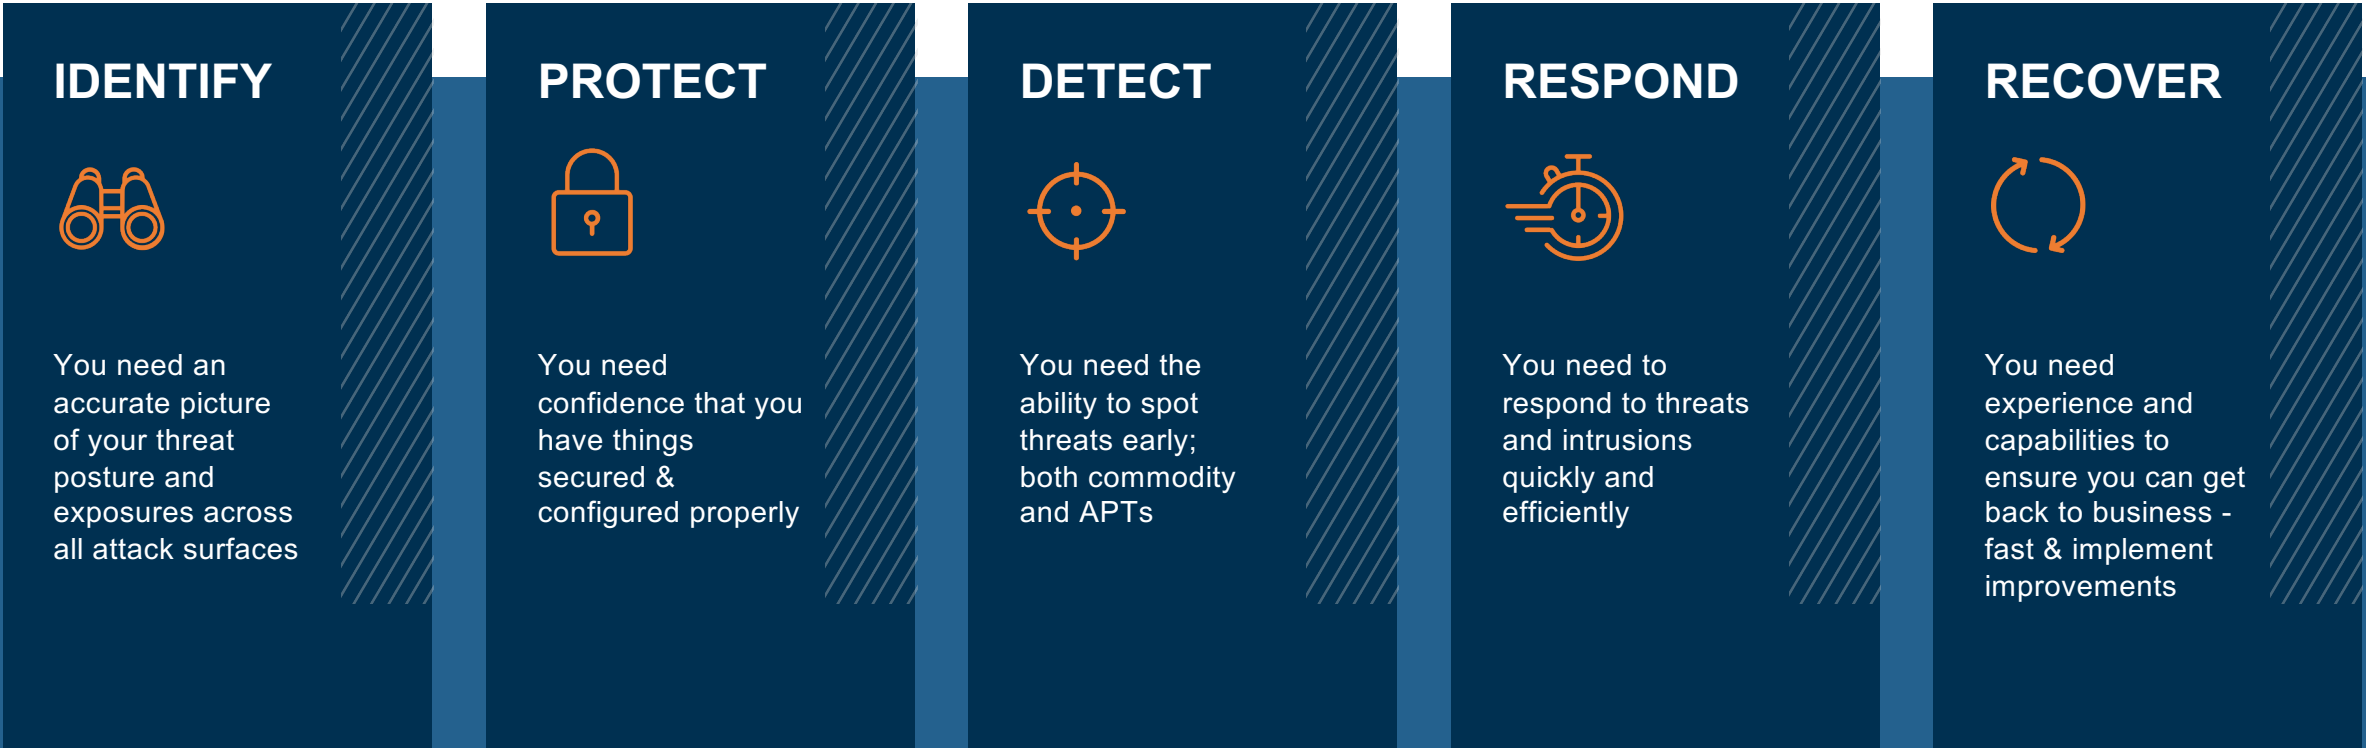 IDENTIFY
You need an
accurate picture
of your threat
posture and
exposures across
all attack surfaces
PROTECT
You need
confidence that you
have things
secured &
configured properly
DETECT
You need the
ability to spot
threats early;
both commodity
and APTs
RESPOND
You need to
respond to threats
and intrusions
quickly and
efficiently
RECOVER
You need
experience and
capabilities to
ensure you can get
back to business -
fast & implement
improvements